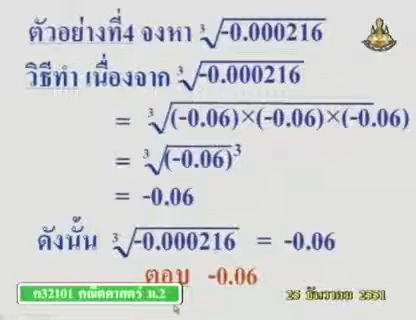 ตัวอย่างที่4 จงหา ∛-0.000216
วิธีทำ เนื่องจาก ∛-0.000216
= ∛(-0.06)×(-0.06)×(-0.06)
= ∛(-0.06)³
= -0.06
ดังนั้น ∛-0.000216 = -0.06
ตอบ -0.06
ค32101 คณิตศาสตร์ ม.2
25 ธันวาคม 2551